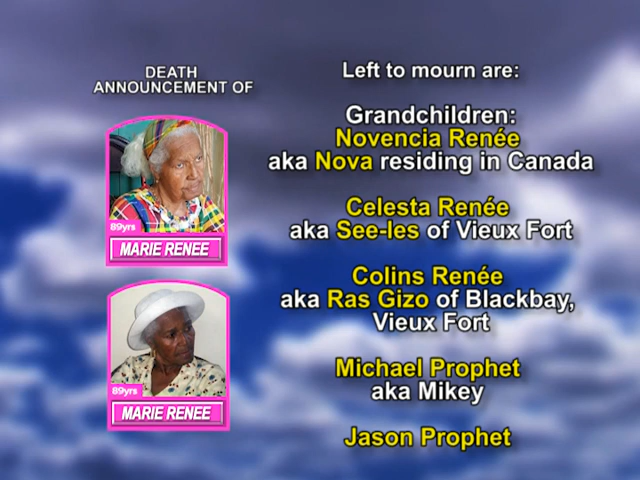 DEATH
ANNOUNCEMENT OF
89yrs
MARIE RENEE
89yrs
MARIE RENEE
Left to mourn are:
Grandchildren:
Novencia Renée
aka Nova residing in Canada
Celesta Renée
aka See-les of Vieux Fort
Colins Renée
aka Ras Gizo of Blackbay,
Vieux Fort
Michael Prophet
aka Mikey
Jason Prophet